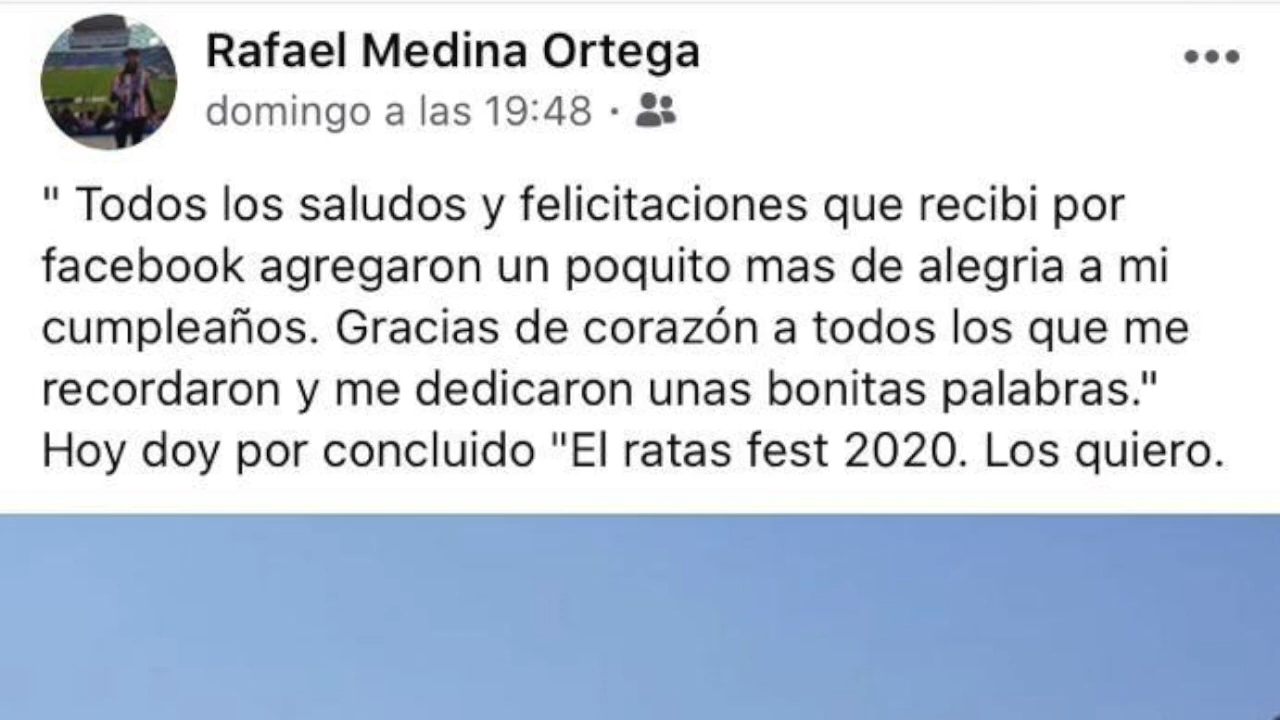 Rafael Medina Ortega
domingo a las 19:48 ·
" Todos los saludos y felicitaciones que recibi por
facebook agregaron un poquito mas de alegria a mi
cumpleaños. Gracias de corazón a todos los que me
recordaron y me dedicaron unas bonitas palabras."
Hoy doy por concluido "El ratas fest 2020. Los quiero.